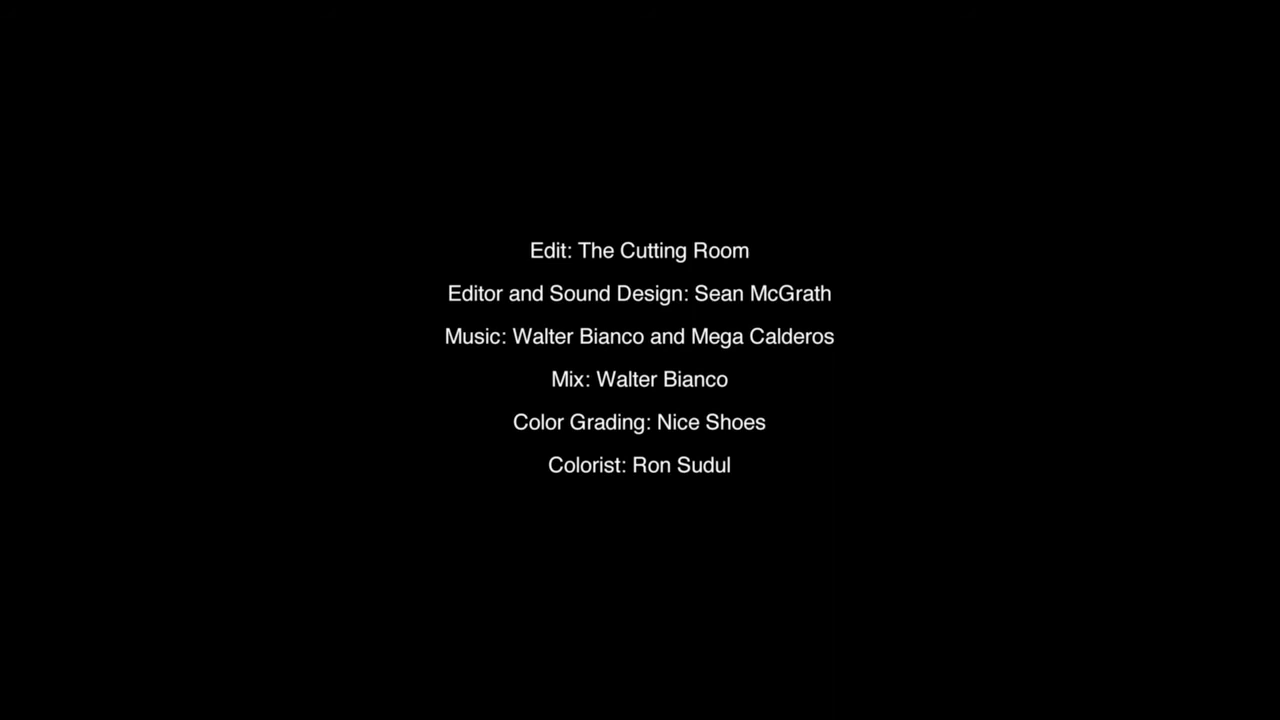 Edit: The Cutting Room
Editor and Sound Design: Sean McGrath
Music: Walter Bianco and Mega Calderos
Mix: Walter Bianco
Color Grading: Nice Shoes
Colorist: Ron Sudul